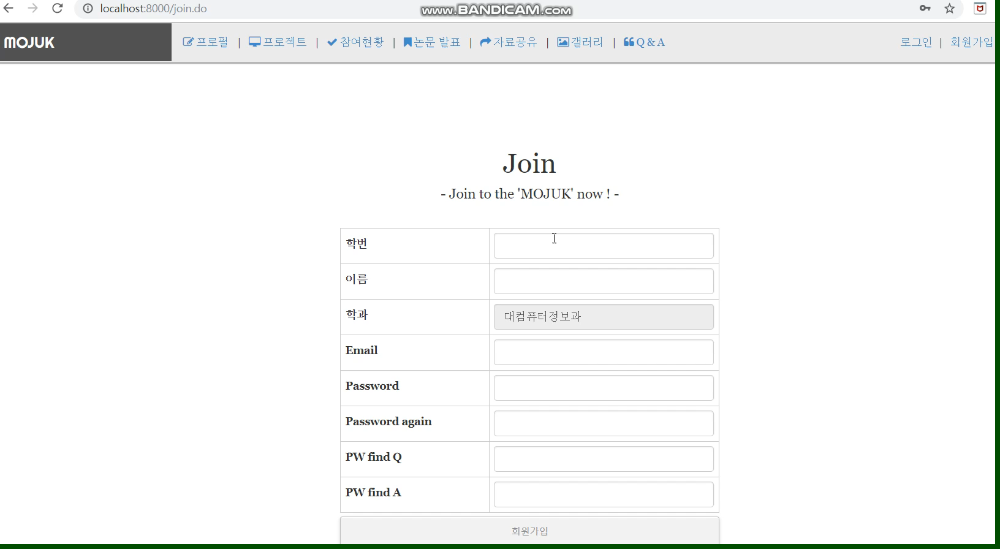 localhost:8000/join.do
www.BANDICAM.com
MOJUK
프로필 | 프로젝트 | 참여현황 | 논문 발표 | 자료공유 | 갤러리 | Q & A
로그인 | 회원가입
Join
- Join to the 'MOJUK' now ! -
학번
이름
학과 대컴퓨터정보과
Email
Password
Password again
PW find Q
PW find A
회원가입